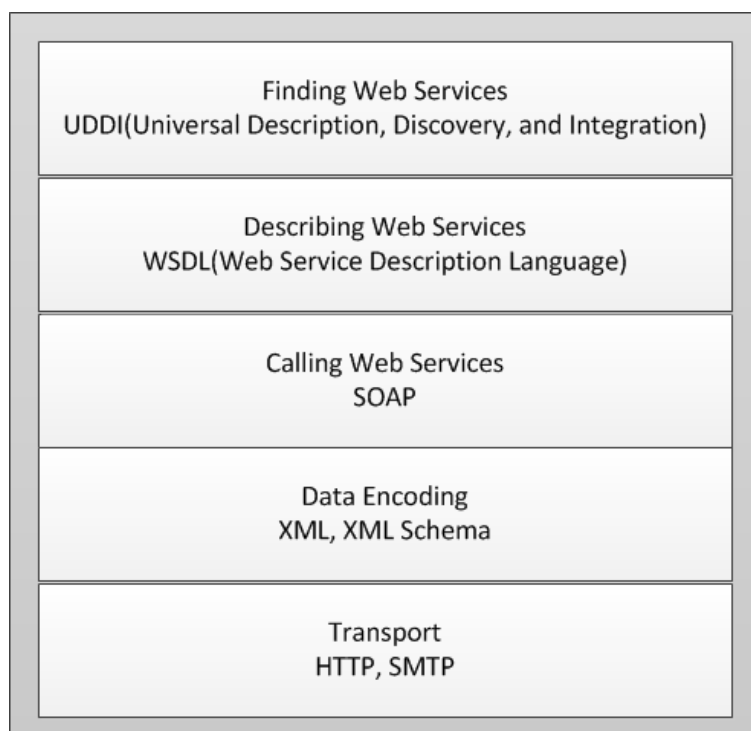 Finding Web Services
UDDI(Universal Description, Discovery, and Integration)
Describing Web Services
WSDL(Web Service Description Language)
Calling Web Services
SOAP
Data Encoding
XML, XML Schema
Transport
HTTP, SMTP